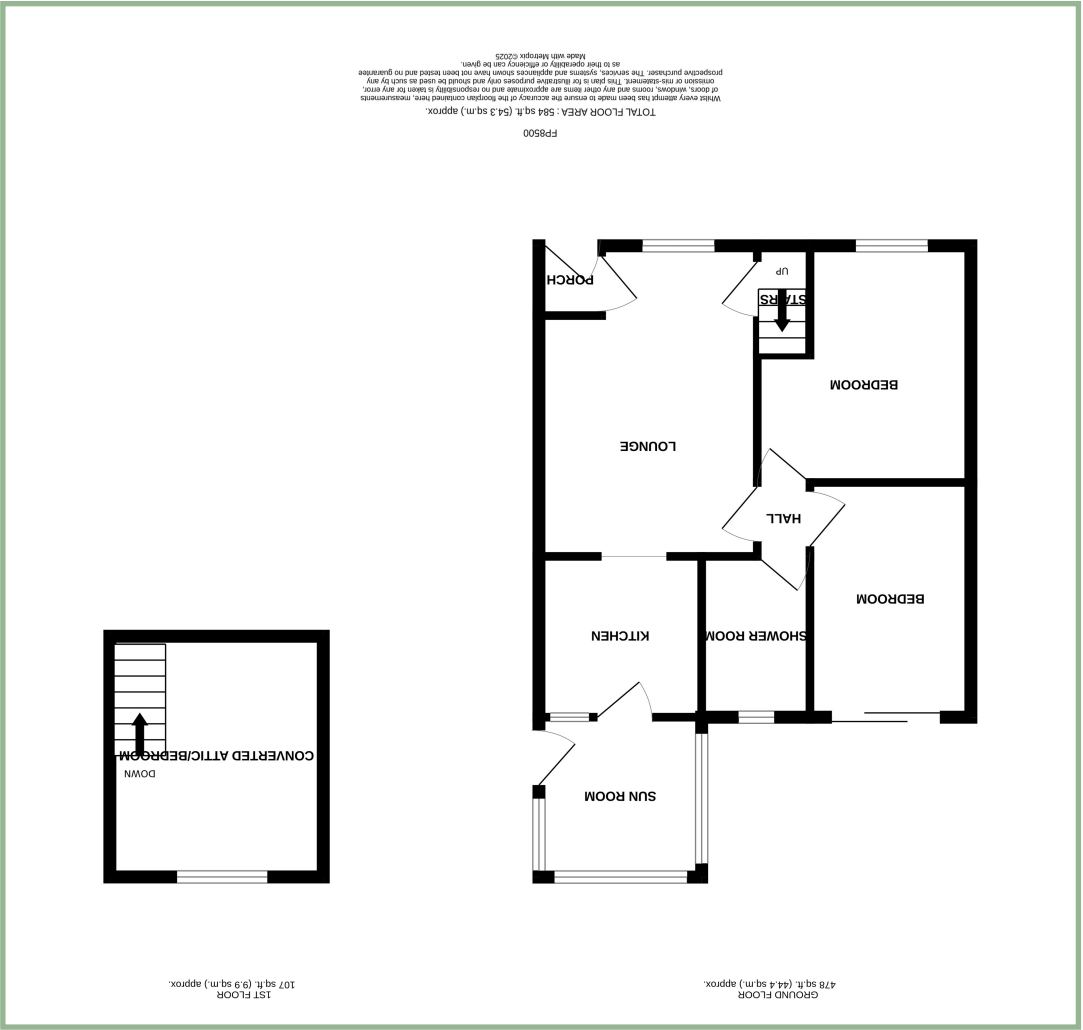 GROUND FLOOR
478 sq.ft. (44.4 sq.m.) approx.
1ST FLOOR
107 sq.ft. (9.9 sq.m.) approx.
SUN ROOM
SHOWER ROOM
KITCHEN
BEDROOM
HALL
LOUNGE
BEDROOM
STAIRS
UP
PORCH
DOWN
CONVERTED ATTIC/BEDROOM
FP8500
TOTAL FLOOR AREA : 584 sq.ft. (54.3 sq.m.) approx.
Whilst every attempt has been made to ensure the accuracy of the floorplan contained here, measurements
of doors, windows, rooms and any other items are approximate and no responsibility is taken for any error,
omission or mis-statement. This plan is for illustrative purposes only and should be used as such by any
prospective purchaser. The services, systems and appliances shown have not been tested and no guarantee
as to their operability or efficiency can be given.
Made with Metropix ©2025